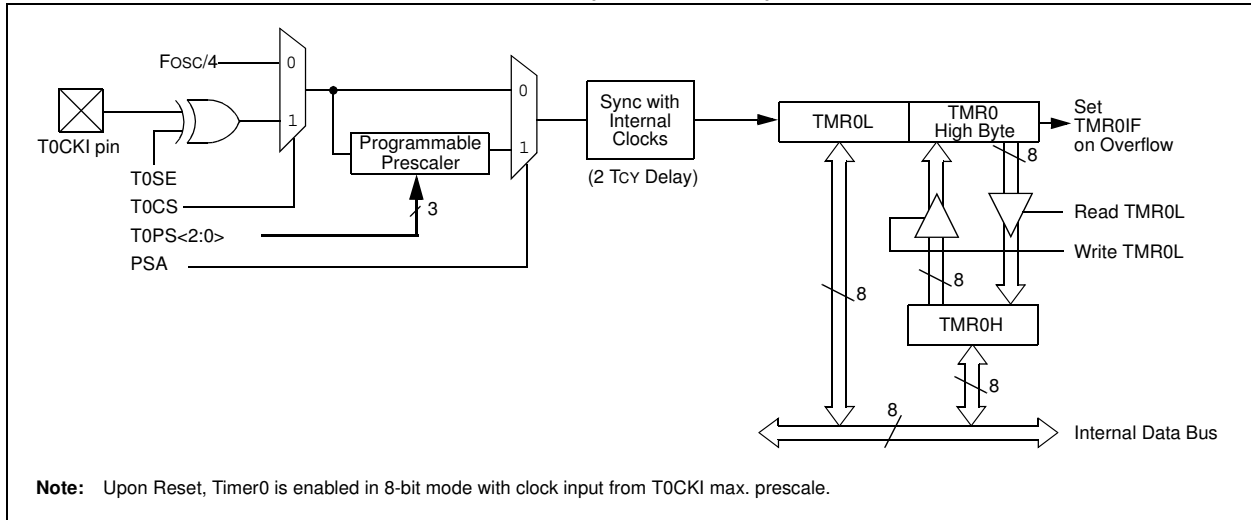 FOSC/4
0
1
T0CKI pin
T0SE
T0CS
T0PS<2:0>
PSA
Programmable
Prescaler
3
0
1
Sync with
Internal
Clocks
(2 TCY Delay)
TMR0L
TMR0
High Byte
Set
TMR0IF
on Overflow
8
Read TMR0L
Write TMR0L
8
8
TMR0H
8
8
Internal Data Bus
Note: Upon Reset, Timer0 is enabled in 8-bit mode with clock input from T0CKI max. prescale.